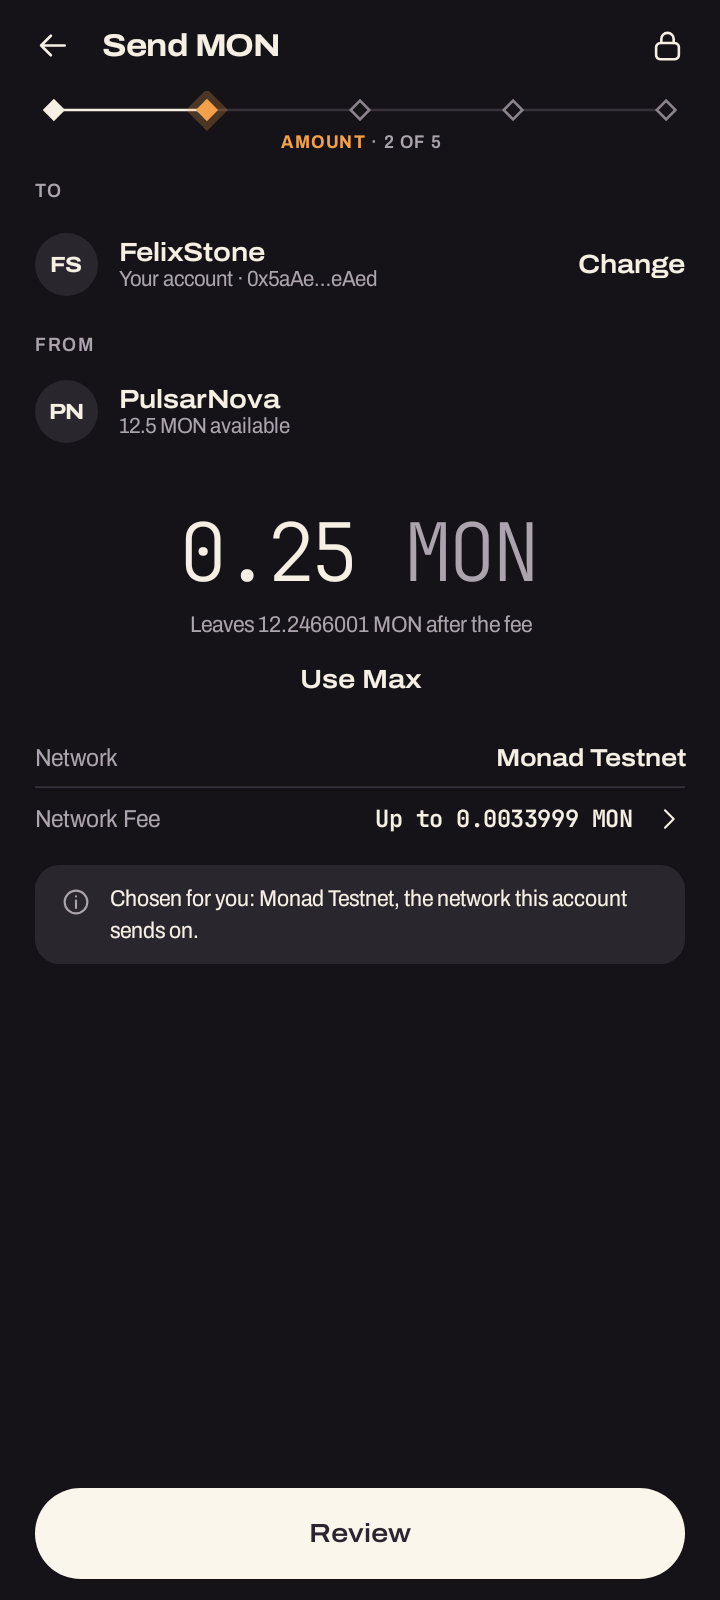 Send MON
AMOUNT · 2 OF 5
TO
FS
FelixStone
Your account · 0x5aAe...eAed
Change
FROM
PN
PulsarNova
12.5 MON available
0.25 MON
Leaves 12.2466001 MON after the fee
Use Max
Network
Monad Testnet
Network Fee
Up to 0.0033999 MON
Chosen for you: Monad Testnet, the network this account
sends on.
Review